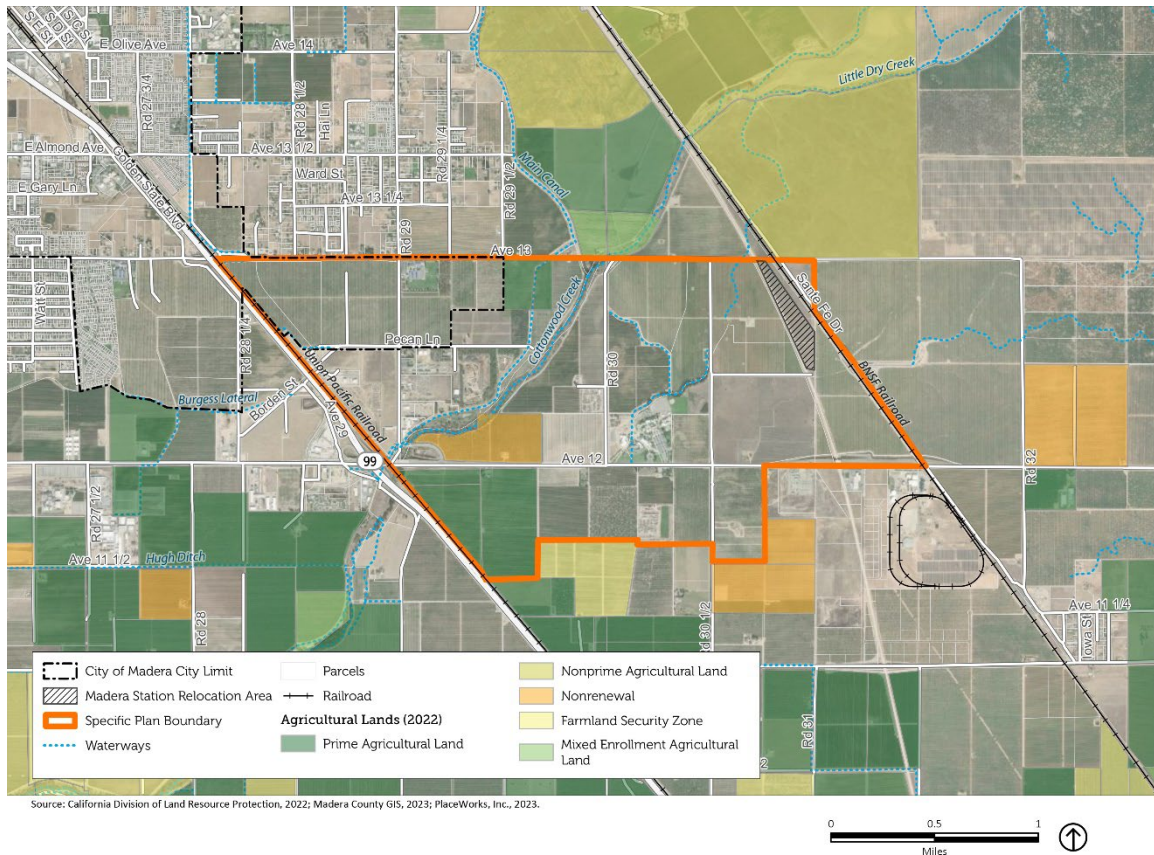 S C St
S D St
S E St
E Olive Ave
Ave 14
Rd 27 3/4
Rd 28 1/2
Hail Ln
Little Dry Creek
E Almond Ave
Ave 13 1/2
Rd 29 1/4
Golden State Blvd
Ward St
Main Canal
Rd 29 1/2
E Gary Ln
Ave 13 1/4
Rd 29
Ave 13
Watt St
Sante Fe Dr
Rd 28 1/4
Cottonwood Creek
Pecan Ln
Union Pacific Railroad
Rd 30
BNSF Railroad
Burgess Lateral
Borden St
Ave 29
99
Ave 12
Rd 32
Rd 27 1/2
Ave 11 1/2
Hugh Ditch
Rd 28
Rd 30 1/2
Ave 11 1/4
Iowa St
Rd 31
City of Madera City Limit
Madera Station Relocation Area
Specific Plan Boundary
Waterways
Parcels
Railroad
Agricultural Lands (2022)
Prime Agricultural Land
Nonprime Agricultural Land
Nonrenewal
Farmland Security Zone
Mixed Enrollment Agricultural
Land
Source: California Division of Land Resource Protection, 2022; Madera County GIS, 2023; PlaceWorks, Inc., 2023.
0 0.5 1
Miles